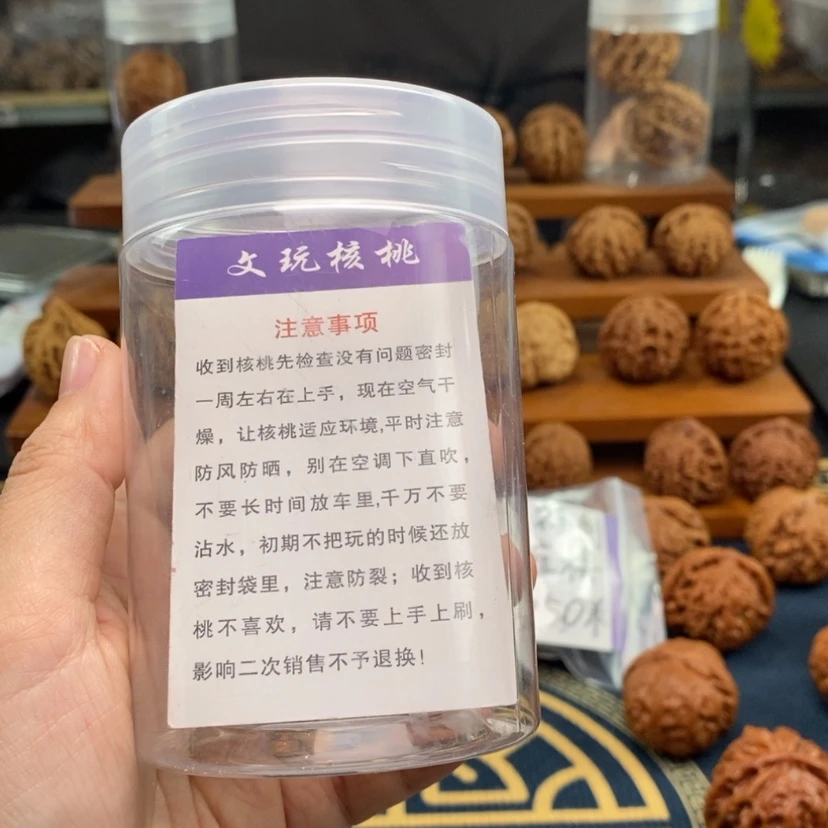 文玩核桃
注意事项
收到核桃先检查没有问题密封
一周左右在上手，现在空气干
燥，让核桃适应环境,平时注意
防风防晒，别在空调下直吹，
不要长时间放车里,千万不要
沾水，初期不把玩的时候还放
密封袋里，注意防裂；收到核
桃不喜欢，请不要上手上刷，
影响二次销售不予退换！